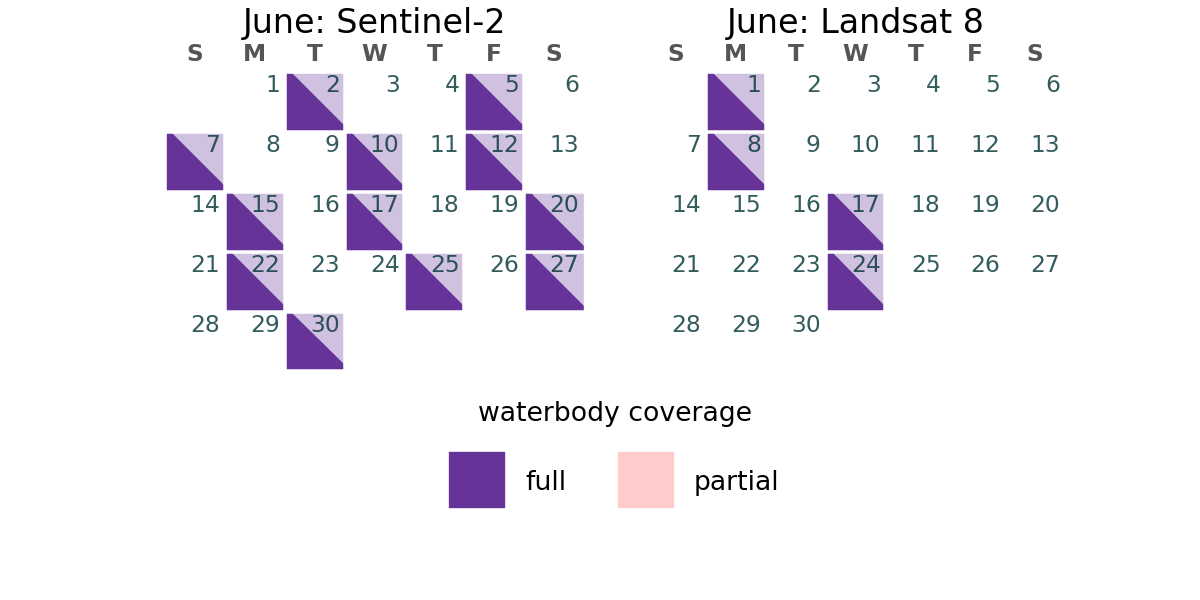 June: Sentinel-2
S M T W T F S
1 2 3 4 5 6
7 8 9 10 11 12 13
14 15 16 17 18 19 20
21 22 23 24 25 26 27
28 29 30
June: Landsat 8
S M T W T F S
1 2 3 4 5 6
7 8 9 10 11 12 13
14 15 16 17 18 19 20
21 22 23 24 25 26 27
28 29 30
waterbody coverage
full partial